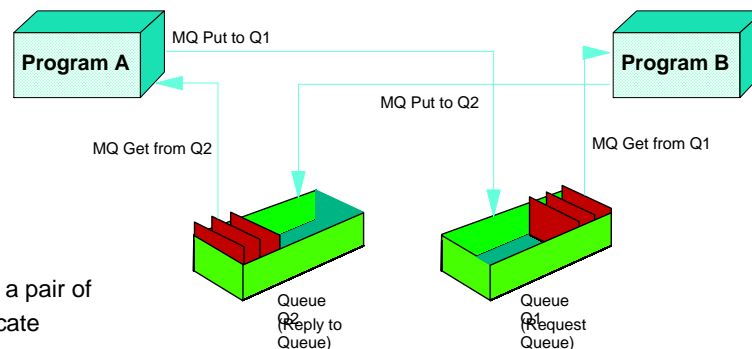 MQ Put to Q1
Program A
Program B
MQ Put to Q2
MQ Get from Q2
MQ Get from Q1
a pair of
cate
Queue
Q2
(Reply to
Queue)
Queue
Q1
(Request
Queue)